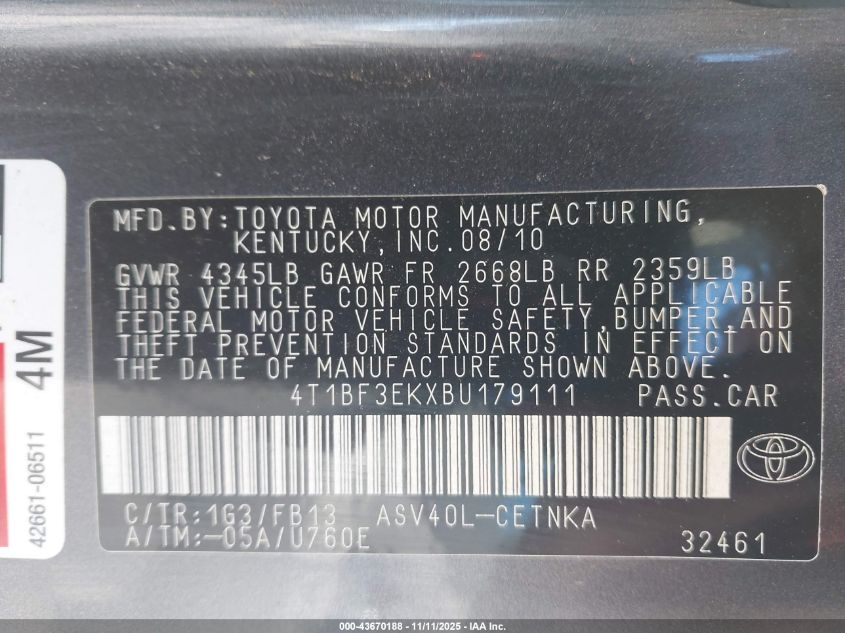 MFD.BY:TOYOTA MOTOR MANUFACTURING,
KENTUCKY,INC.08/10
GVWR 4345LB GAWR FR 2668LB RR 2359LB
THIS VEHICLE CONFORMS TO ALL APPLICABLE
FEDERAL MOTOR VEHICLE SAFETY,BUMPER,AND
THEFT PREVENTION STANDARDS IN EFFECT ON
THE DATE OF MANUFACTURE SHOWN ABOVE.
4T1BF3EKXBU179111 PASS.CAR
C/TR:1G3/FB13 ASV40L-CETNKA
A/TM:-05A/U760E
32461
4M
42661-06511
000-43670188 - 11/11/2025 - IAA Inc.